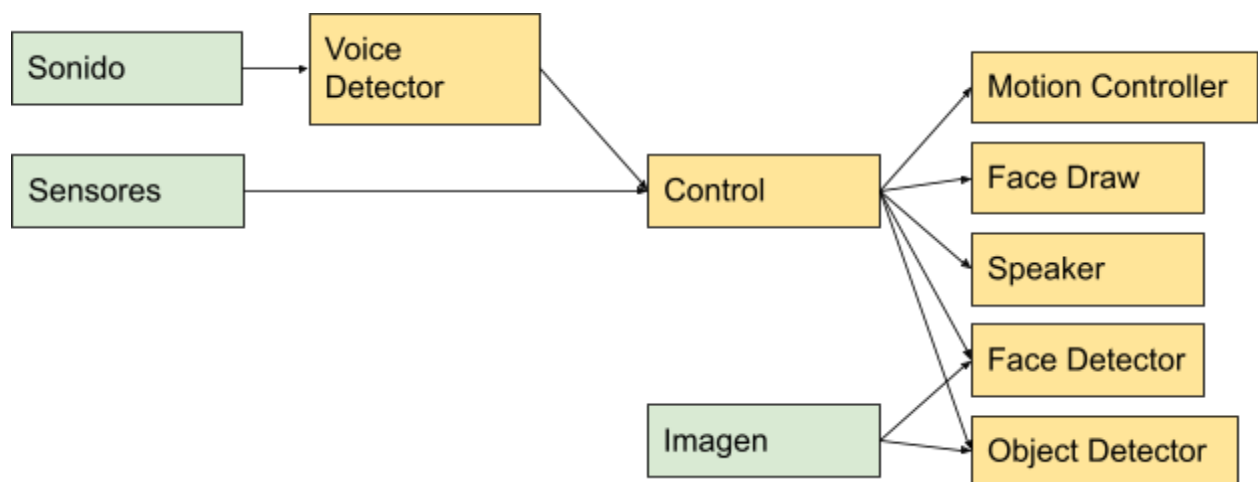 Sonido
Voice
Detector
Sensores
Control
Motion Controller
Face Draw
Speaker
Face Detector
Imagen
Object Detector